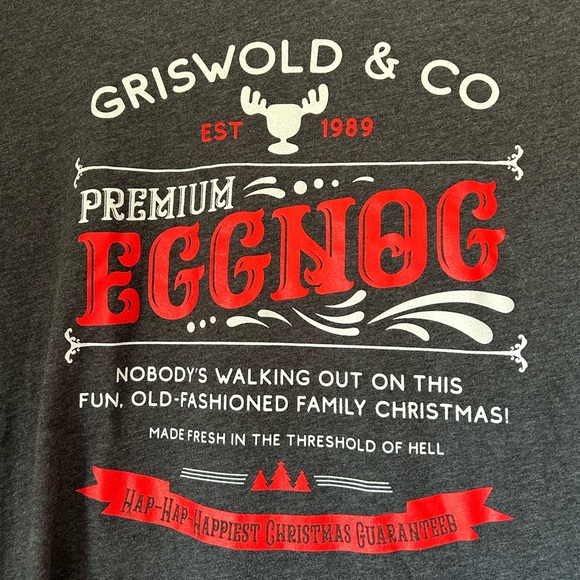 GRISWOLD & CO
EST 1989
PREMIUM
EGGNOG
NOBODY'S WALKING OUT ON THIS
FUN, OLD-FASHIONED FAMILY CHRISTMAS!
MADE FRESH IN THE THRESHOLD OF HELL
HAP-HAP-HAPPIEST CHRISTMAS GUARANTEED